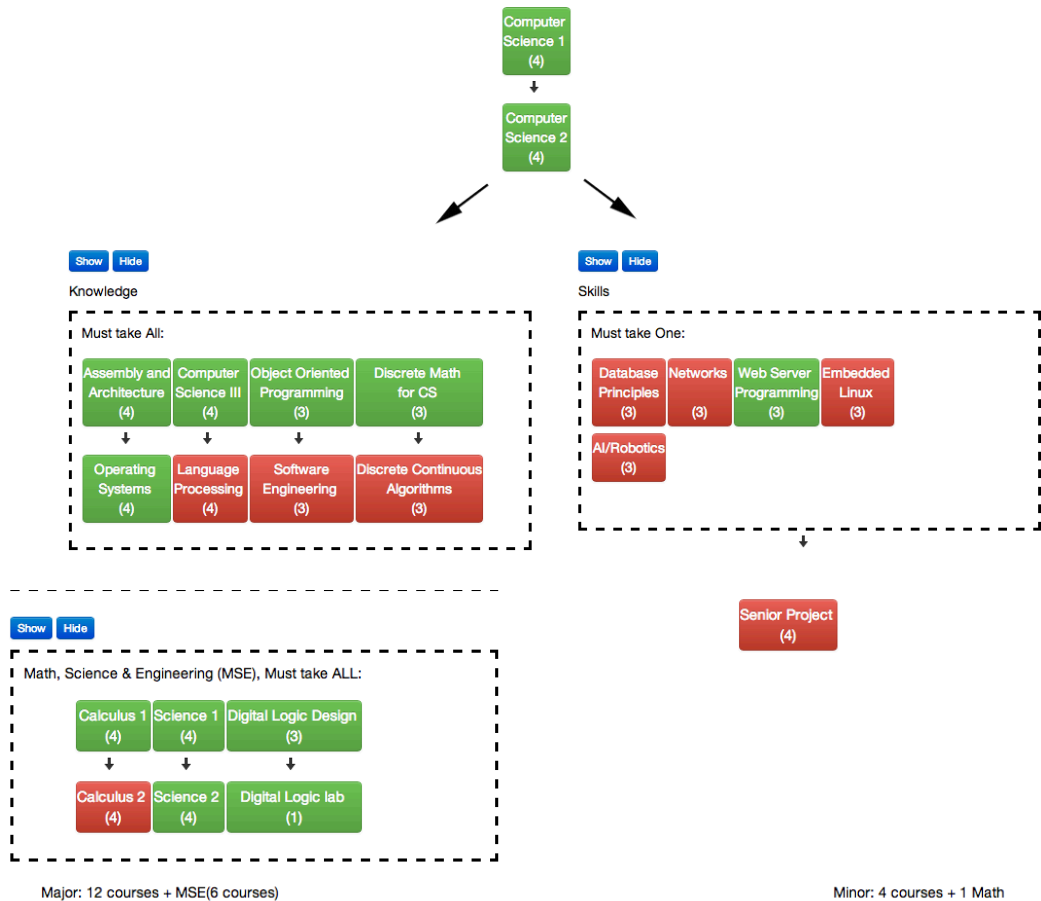 Computer
Science 1
(4)
Computer
Science 2
(4)
Show Hide
Knowledge
Must take All:
Assembly and
Architecture
(4)
Computer
Science III
(4)
Object Oriented
Programming
(3)
Discrete Math
for CS
(3)
Operating
Systems
(4)
Language
Processing
(4)
Software
Engineering
(3)
Discrete Continuous
Algorithms
(3)
Show Hide
Skills
Must take One:
Database
Principles
(3)
Networks
(3)
Web Server
Programming
(3)
Embedded
Linux
(3)
AI/Robotics
(3)
Senior Project
(4)
Show Hide
Math, Science & Engineering (MSE), Must take ALL:
Calculus 1
(4)
Science 1
(4)
Digital Logic Design
(3)
Calculus 2
(4)
Science 2
(4)
Digital Logic lab
(1)
Major: 12 courses + MSE(6 courses)
Minor: 4 courses + 1 Math